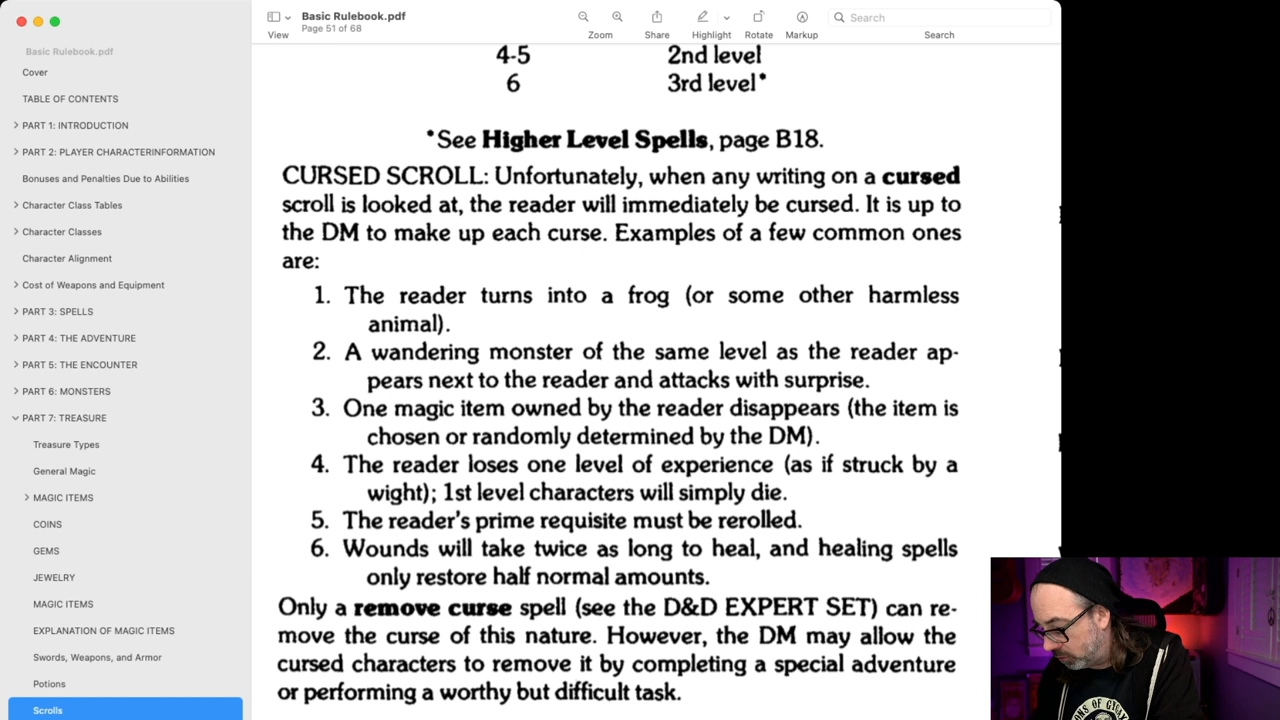 Basic Rulebook.pdf
Page 51 of 68
View
Zoom
Share
Highlight
Rotate
Markup
Search
Search
Basic Rulebook.pdf
Cover
TABLE OF CONTENTS
PART 1: INTRODUCTION
PART 2: PLAYER CHARACTERINFORMATION
Bonuses and Penalties Due to Abilities
Character Class Tables
Character Classes
Character Alignment
Cost of Weapons and Equipment
PART 3: SPELLS
PART 4: THE ADVENTURE
PART 5: THE ENCOUNTER
PART 6: MONSTERS
PART 7: TREASURE
Treasure Types
General Magic
MAGIC ITEMS
COINS
GEMS
JEWELRY
MAGIC ITEMS
EXPLANATION OF MAGIC ITEMS
Swords, Weapons, and Armor
Potions
Scrolls
4-5 2nd level
6 3rd level*
*See Higher Level Spells, page B18.
CURSED SCROLL: Unfortunately, when any writing on a cursed
scroll is looked at, the reader will immediately be cursed. It is up to
the DM to make up each curse. Examples of a few common ones
are:
1. The reader turns into a frog (or some other harmless
animal).
2. A wandering monster of the same level as the reader ap-
pears next to the reader and attacks with surprise.
3. One magic item owned by the reader disappears (the item is
chosen or randomly determined by the DM).
4. The reader loses one level of experience (as if struck by a
wight); 1st level characters will simply die.
5. The reader's prime requisite must be rerolled.
6. Wounds will take twice as long to heal, and healing spells
only restore half normal amounts.
Only a remove curse spell (see the D&D EXPERT SET) can re-
move the curse of this nature. However, the DM may allow the
cursed characters to remove it by completing a special adventure
or performing a worthy but difficult task.